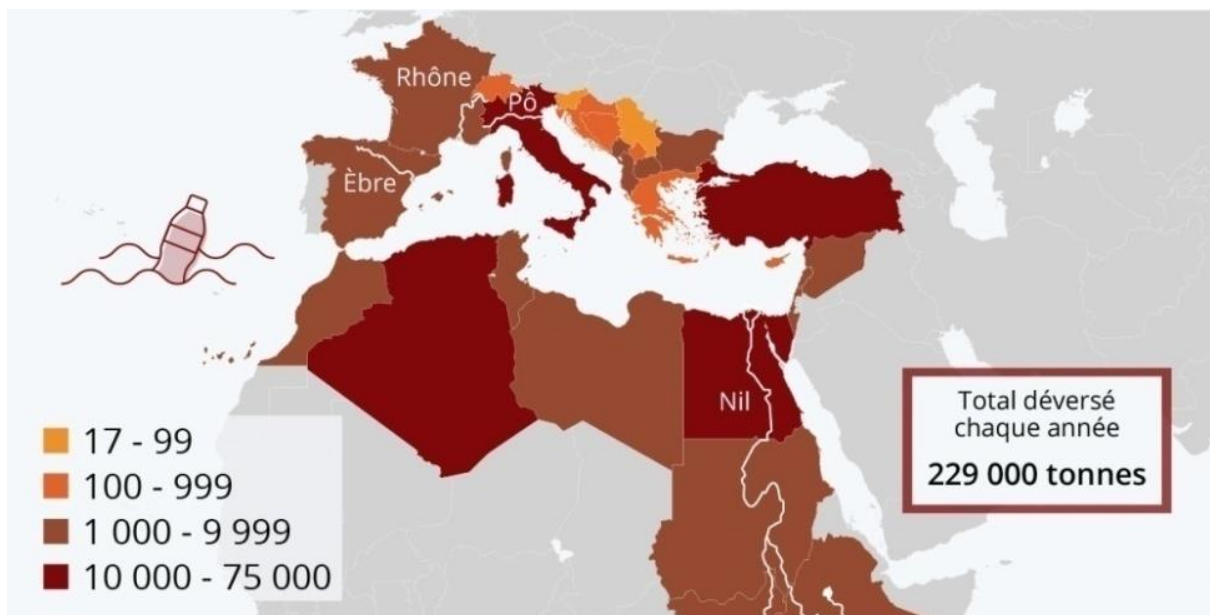 Rhône
Pô
Èbre
Nil
17 - 99
100 - 999
1 000 - 9 999
10 000 - 75 000
Total déversé
chaque année
229 000 tonnes